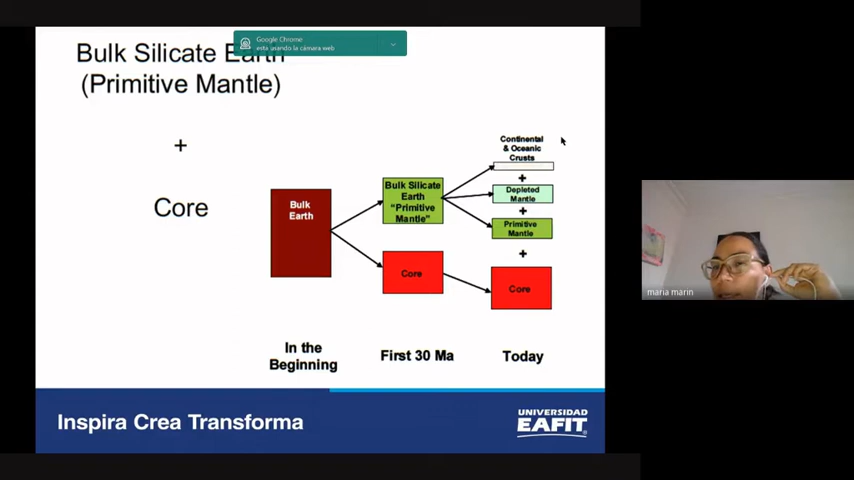 Bulk Silicate Earth
(Primitive Mantle)
Google Chrome
está usando la cámara web
+
Core
Continental
& Oceanic
Crusts
+
Depleted
Mantle
+
Primitive
Mantle
+
Core
Bulk Silicate
Earth
"Primitive
Mantle"
Core
Bulk
Earth
In the
Beginning
First 30 Ma
Today
Inspira Crea Transforma
UNIVERSIDAD
EAFIT
maria marin